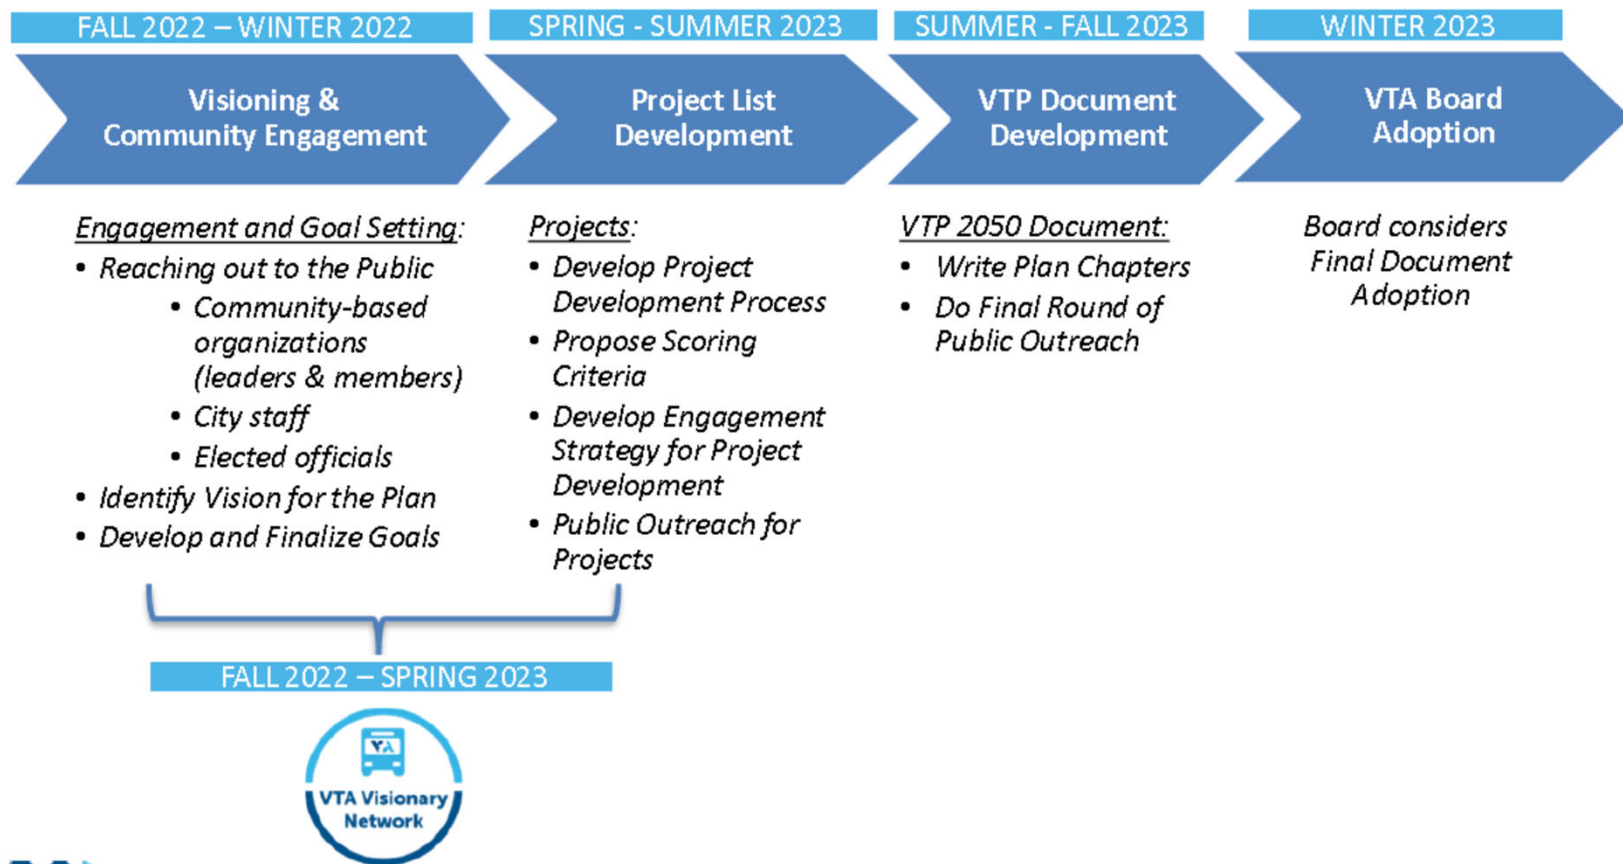 FALL 2022 – WINTER 2022
Visioning &
Community Engagement
Engagement and Goal Setting:
• Reaching out to the Public
• Community-based
organizations
(leaders & members)
• City staff
• Elected officials
• Identify Vision for the Plan
• Develop and Finalize Goals
SPRING - SUMMER 2023
Project List
Development
Projects:
• Develop Project
Development Process
• Propose Scoring
Criteria
• Develop Engagement
Strategy for Project
Development
• Public Outreach for
Projects
SUMMER - FALL 2023
VTP Document
Development
VTP 2050 Document:
• Write Plan Chapters
• Do Final Round of
Public Outreach
WINTER 2023
VTA Board
Adoption
Board considers
Final Document
Adoption
FALL 2022 – SPRING 2023
VTA Visionary
Network